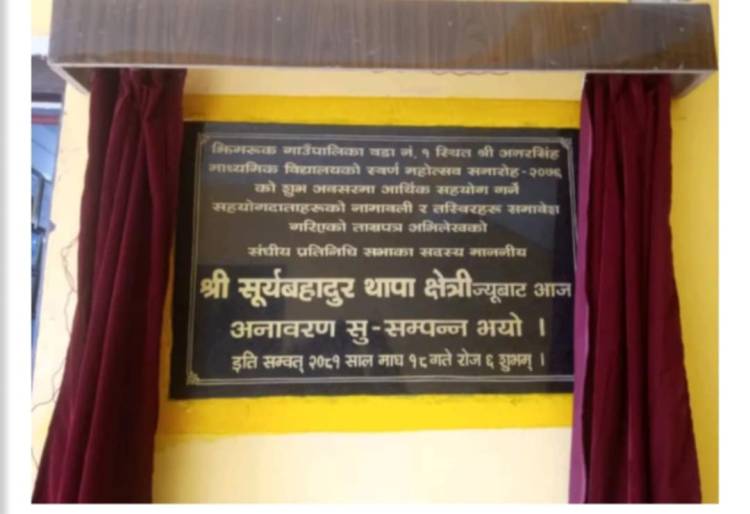 झिमरूक गाउँपालिका वडा नं. १ स्थित श्री अमरसिंह
माध्यमिक विद्यालयको स्वर्ण महोत्सव समारोह-२०७६
को शुभ अवसरमा आर्थिक सहयोग गर्ने
सहयोगदाताहरूको नामावली र तस्विरहरू समावेश
गरिएको ताम्रपत्र अभिलेखको
संघीय प्रतिनिधि सभाका सदस्य माननीय
श्री सूर्यबहादुर थापा क्षेत्रीज्यूबाट आज
अनावरण सु-सम्पन्न भयो ।
इति सम्वत् २०८१ साल माघ १८ गते रोज ६ शुभम् ।